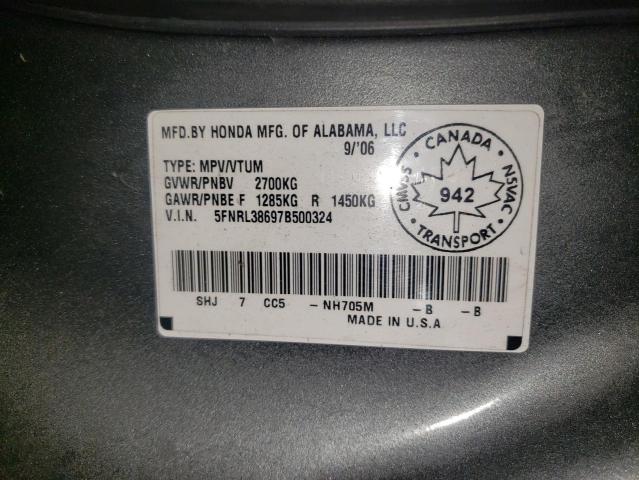 MFD.BY HONDA MFG. OF ALABAMA, LLC
9/'06
TYPE: MPV/VTUM
GVWR/PNBV 2700KG
GAWR/PNBE F 1285KG R 1450KG
V.I.N. 5FNRL38697B500324
CANADA
CMVSS 942 NSVAC
TRANSPORT
SHJ 7 CC5 -NH705M -B -B
MADE IN U.S.A